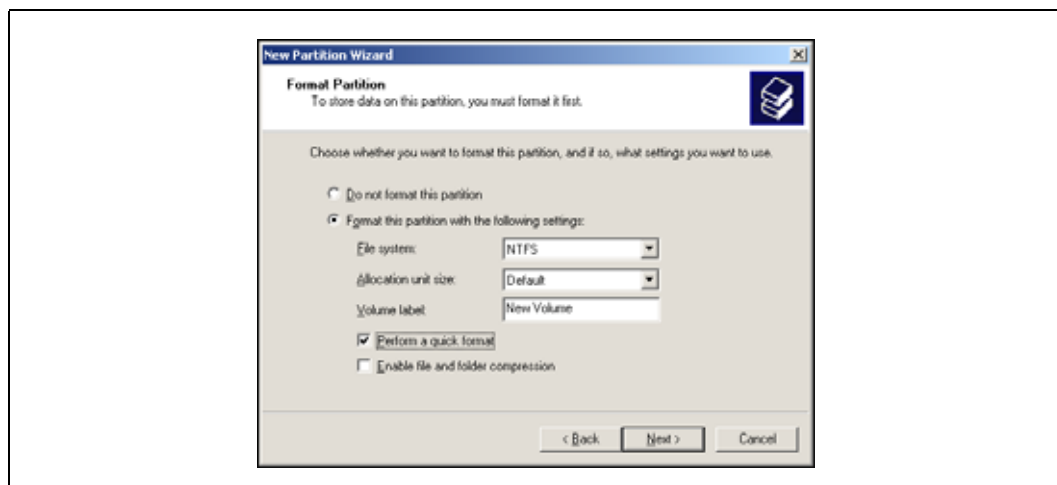 New Partition Wizard
Format Partition
To store data on this partition, you must format it first.
Choose whether you want to format this partition, and if so, what settings you want to use.
Do not format this partition
Format this partition with the following settings:
File system: NTFS
Allocation unit size: Default
Volume label: New Volume
Perform a quick format
Enable file and folder compression
< Back Next > Cancel